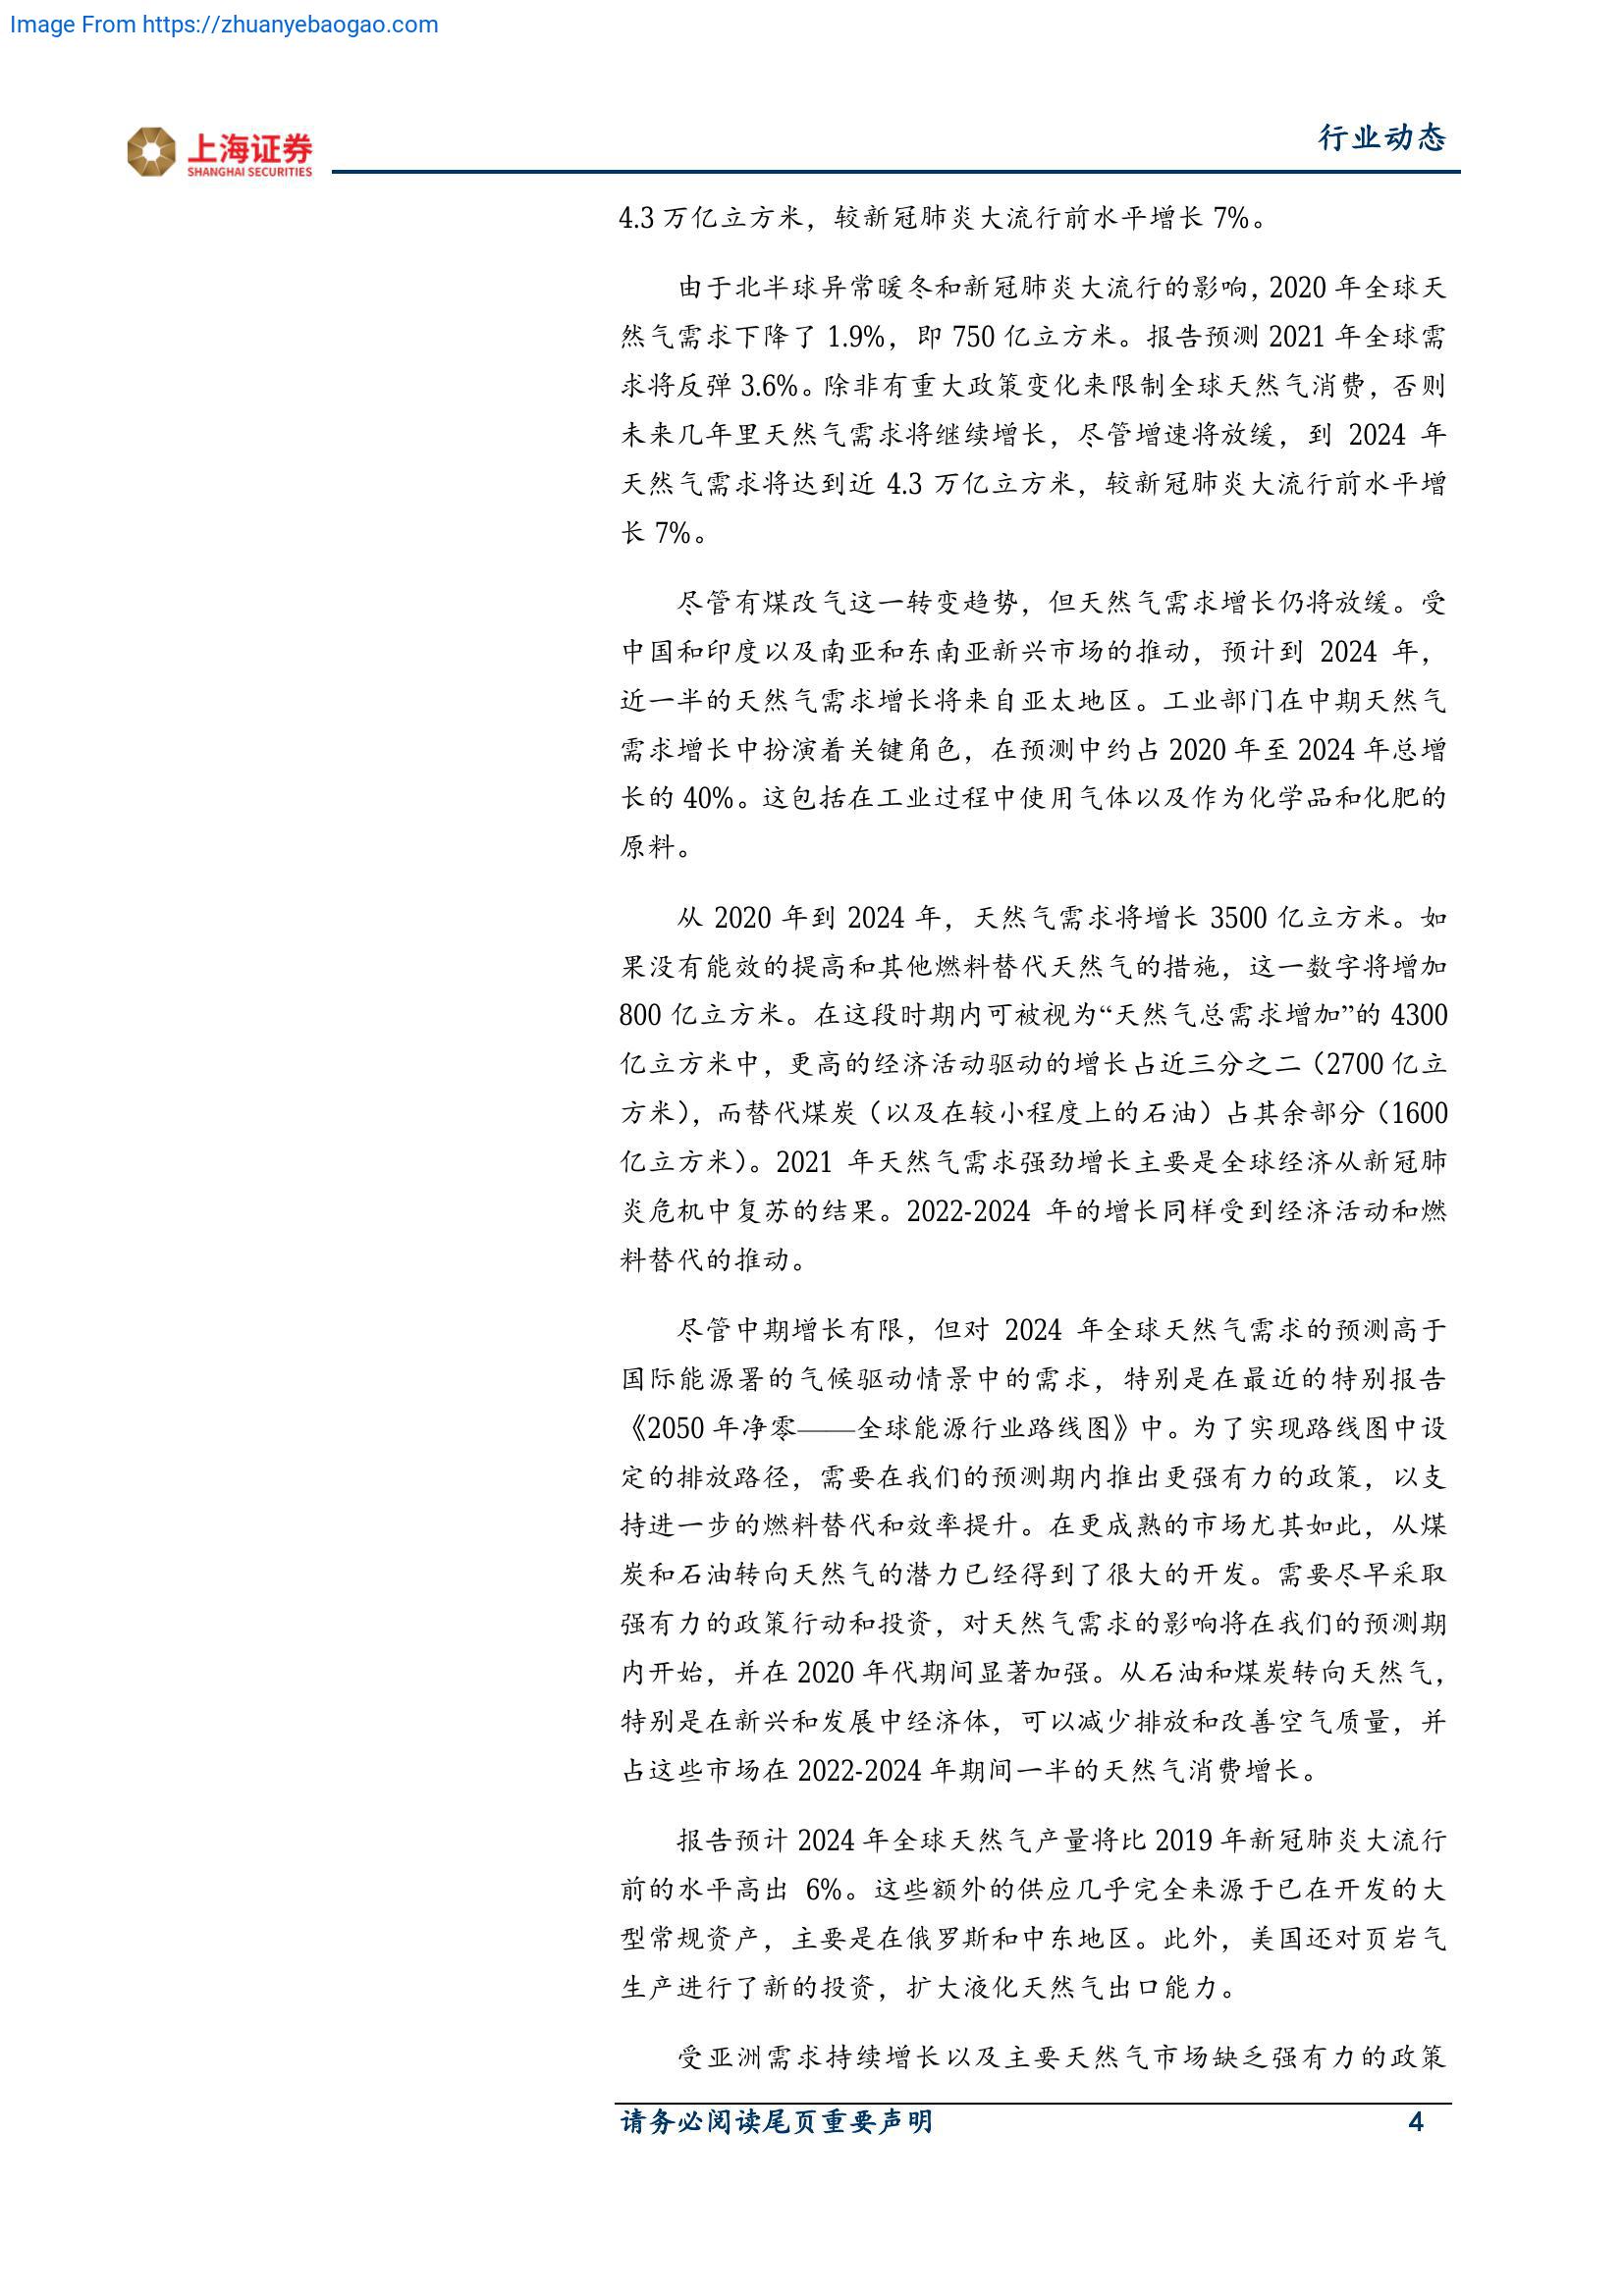 Image From https://zhuanyebaogao.com
上海证券
SHANGHAI SECURITIES
行业动态
4.3 万亿立方米，较新冠肺炎大流行前水平增长 7%。
由于北半球异常暖冬和新冠肺炎大流行的影响，2020 年全球天
然气需求下降了 1.9%，即 750 亿立方米。报告预测 2021 年全球需
求将反弹 3.6%。除非有重大政策变化来限制全球天然气消费，否则
未来几年里天然气需求将继续增长，尽管增速将放缓，到 2024 年
天然气需求将达到近 4.3 万亿立方米，较新冠肺炎大流行前水平增
长 7%。
尽管有煤改气这一转变趋势，但天然气需求增长仍将放缓。受
中国和印度以及南亚和东南亚新兴市场的推动，预计到 2024 年，
近一半的天然气需求增长将来自亚太地区。工业部门在中期天然气
需求增长中扮演着关键角色，在预测中约占 2020 年至 2024 年总增
长的 40%。这包括在工业过程中使用气体以及作为化学品和化肥的
原料。
从 2020 年到 2024 年，天然气需求将增长 3500 亿立方米。如
果没有能效的提高和其他燃料替代天然气的措施，这一数字将增加
800 亿立方米。在这段时期内可被视为“天然气总需求增加”的 4300
亿立方米中，更高的经济活动驱动的增长占近三分之二（2700 亿立
方米），而替代煤炭（以及在较小程度上的石油）占其余部分（1600
亿立方米）。2021 年天然气需求强劲增长主要是全球经济从新冠肺
炎危机中复苏的结果。2022-2024 年的增长同样受到经济活动和燃
料替代的推动。
尽管中期增长有限，但对 2024 年全球天然气需求的预测高于
国际能源署的气候驱动情景中的需求，特别是在最近的特别报告
《2050 年净零——全球能源行业路线图》中。为了实现路线图中设
定的排放路径，需要在我们的预测期内推出更强有力的政策，以支
持进一步的燃料替代和效率提升。在更成熟的市场尤其如此，从煤
炭和石油转向天然气的潜力已经得到了很大的开发。需要尽早采取
强有力的政策行动和投资，对天然气需求的影响将在我们的预测期
内开始，并在 2020 年代期间显著加强。从石油和煤炭转向天然气，
特别是在新兴和发展中经济体，可以减少排放和改善空气质量，并
占这些市场在 2022-2024 年期间一半的天然气消费增长。
报告预计 2024 年全球天然气产量将比 2019 年新冠肺炎大流行
前的水平高出 6%。这些额外的供应几乎完全来源于已在开发的大
型常规资产，主要是在俄罗斯和中东地区。此外，美国还对页岩气
生产进行了新的投资，扩大液化天然气出口能力。
受亚洲需求持续增长以及主要天然气市场缺乏强有力的政策
请务必阅读尾页重要声明 4